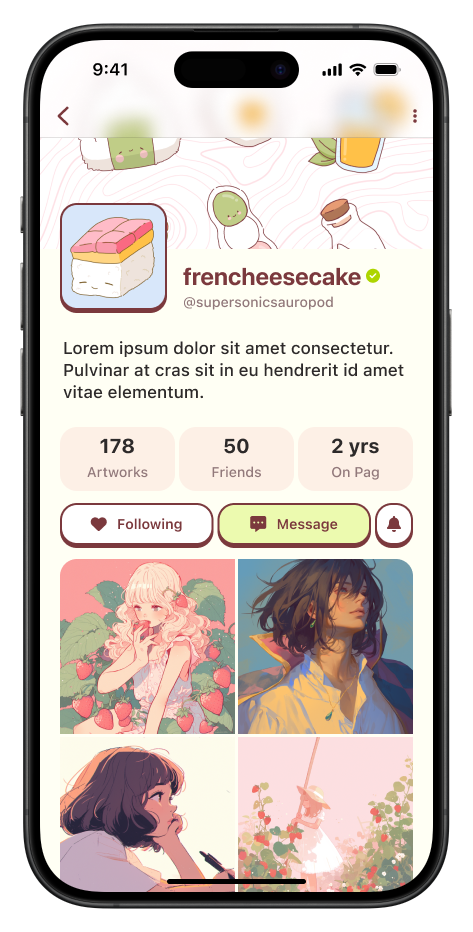 9:41
frencheesecake
@supersonicsauropod
Lorem ipsum dolor sit amet consectetur.
Pulvinar at cras sit in eu hendrerit id amet
vitae elementum.
178
Artworks
50
Friends
2 yrs
On Pag
Following
Message